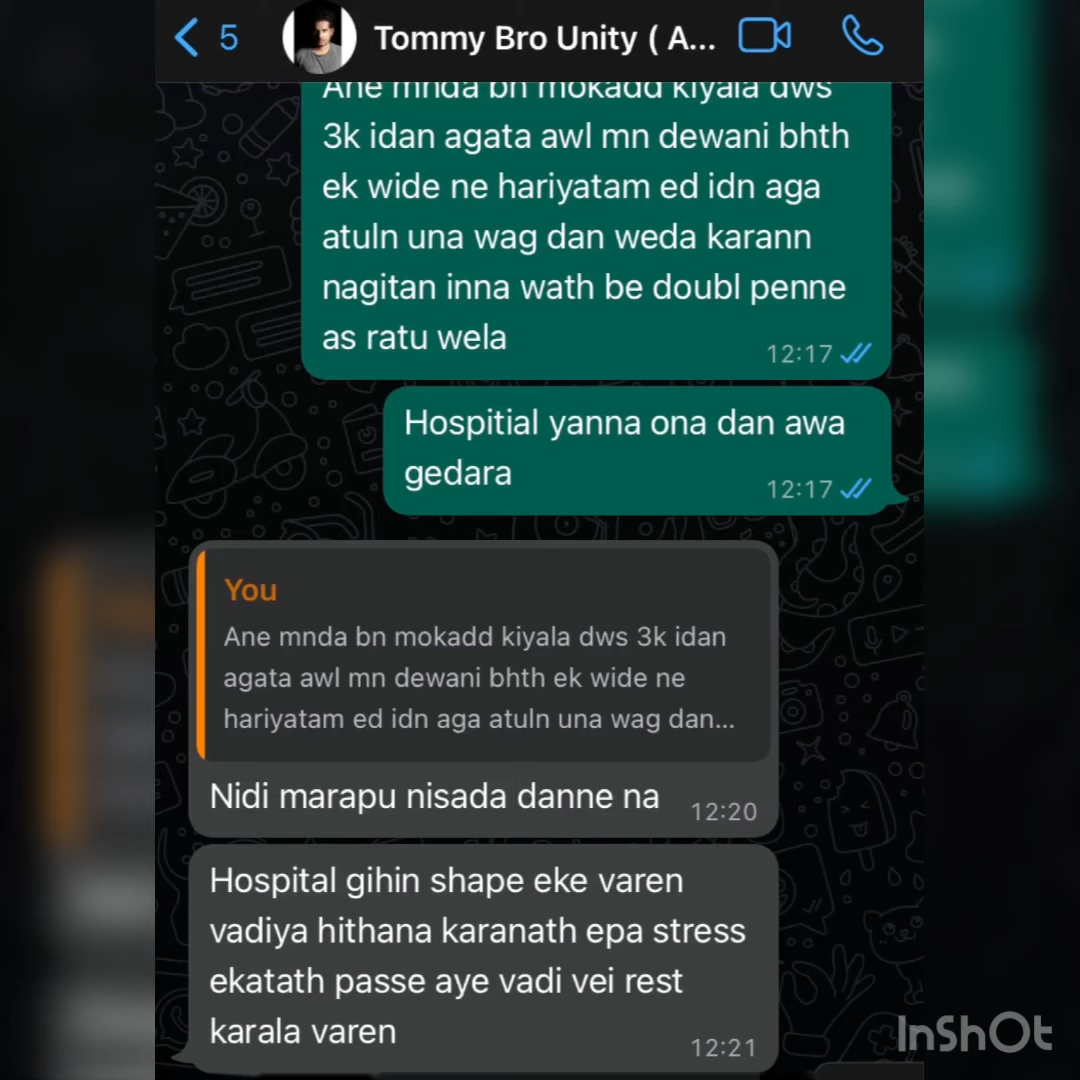 5 Tommy Bro Unity ( A...
Ane mnda bn mokadd kiyala dws
3k idan agata awl mn dewani bhth
ek wide ne hariyatam ed idn aga
atuln una wag dan weda karann
nagitan inna wath be doubl penne
as ratu wela
12:17
Hospitial yanna ona dan awa
gedara
12:17
You
Ane mnda bn mokadd kiyala dws 3k idan
agata awl mn dewani bhth ek wide ne
hariyatam ed idn aga atuln una wag dan...
Nidi marapu nisada danne na
12:20
Hospital gihin shape eke varen
vadiya hithana karanath epa stress
ekatath passe aye vadi vei rest
karala varen
12:21
InShOt